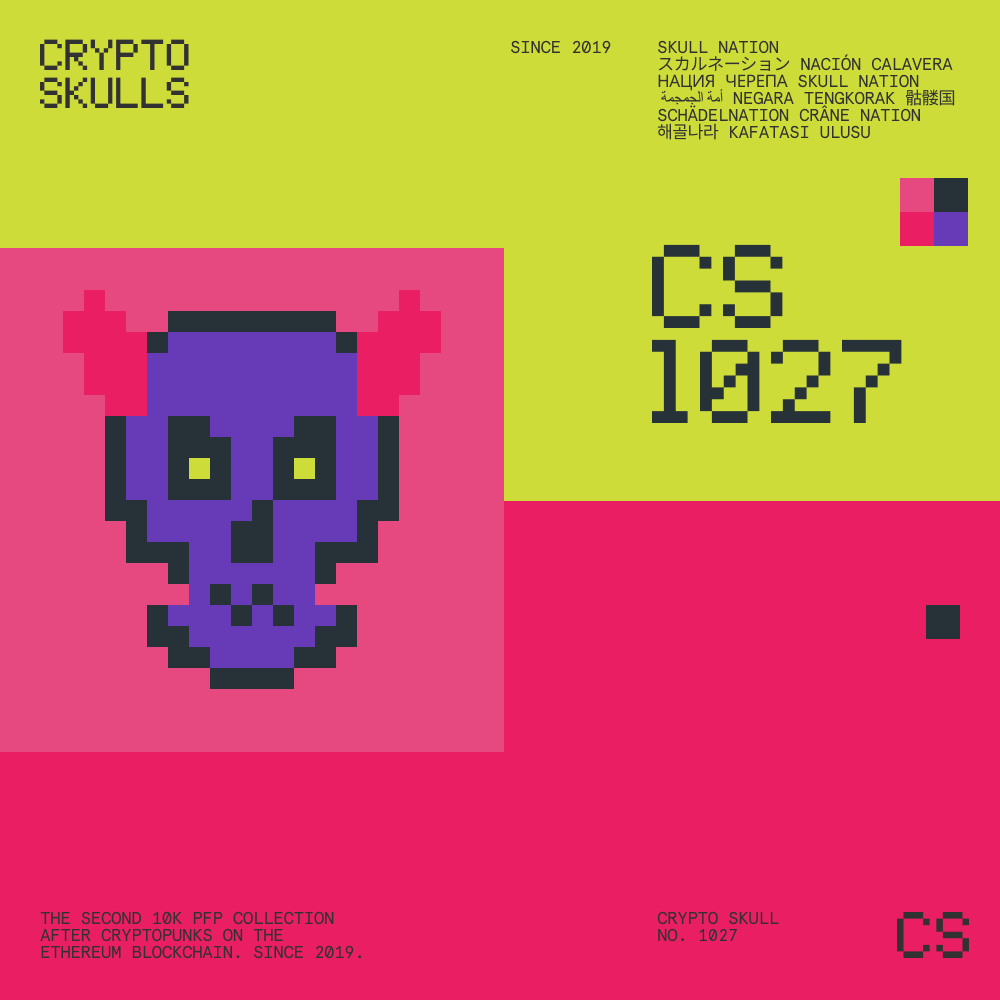 CRYPTO
SKULLS
SINCE 2019
SKULL NATION
スカルネーション NACIÓN CALAVERA
НАЦИЯ ЧЕРЕПА SKULL NATION
أمة الجمجمة NEGARA TENGKORAK 骷髅国
SCHÄDELNATION CRÂNE NATION
해골나라 KAFATASI ULUSU
CS
1027
THE SECOND 10K PFP COLLECTION
AFTER CRYPTOPUNKS ON THE
ETHEREUM BLOCKCHAIN. SINCE 2019.
CRYPTO SKULL
NO. 1027
CS